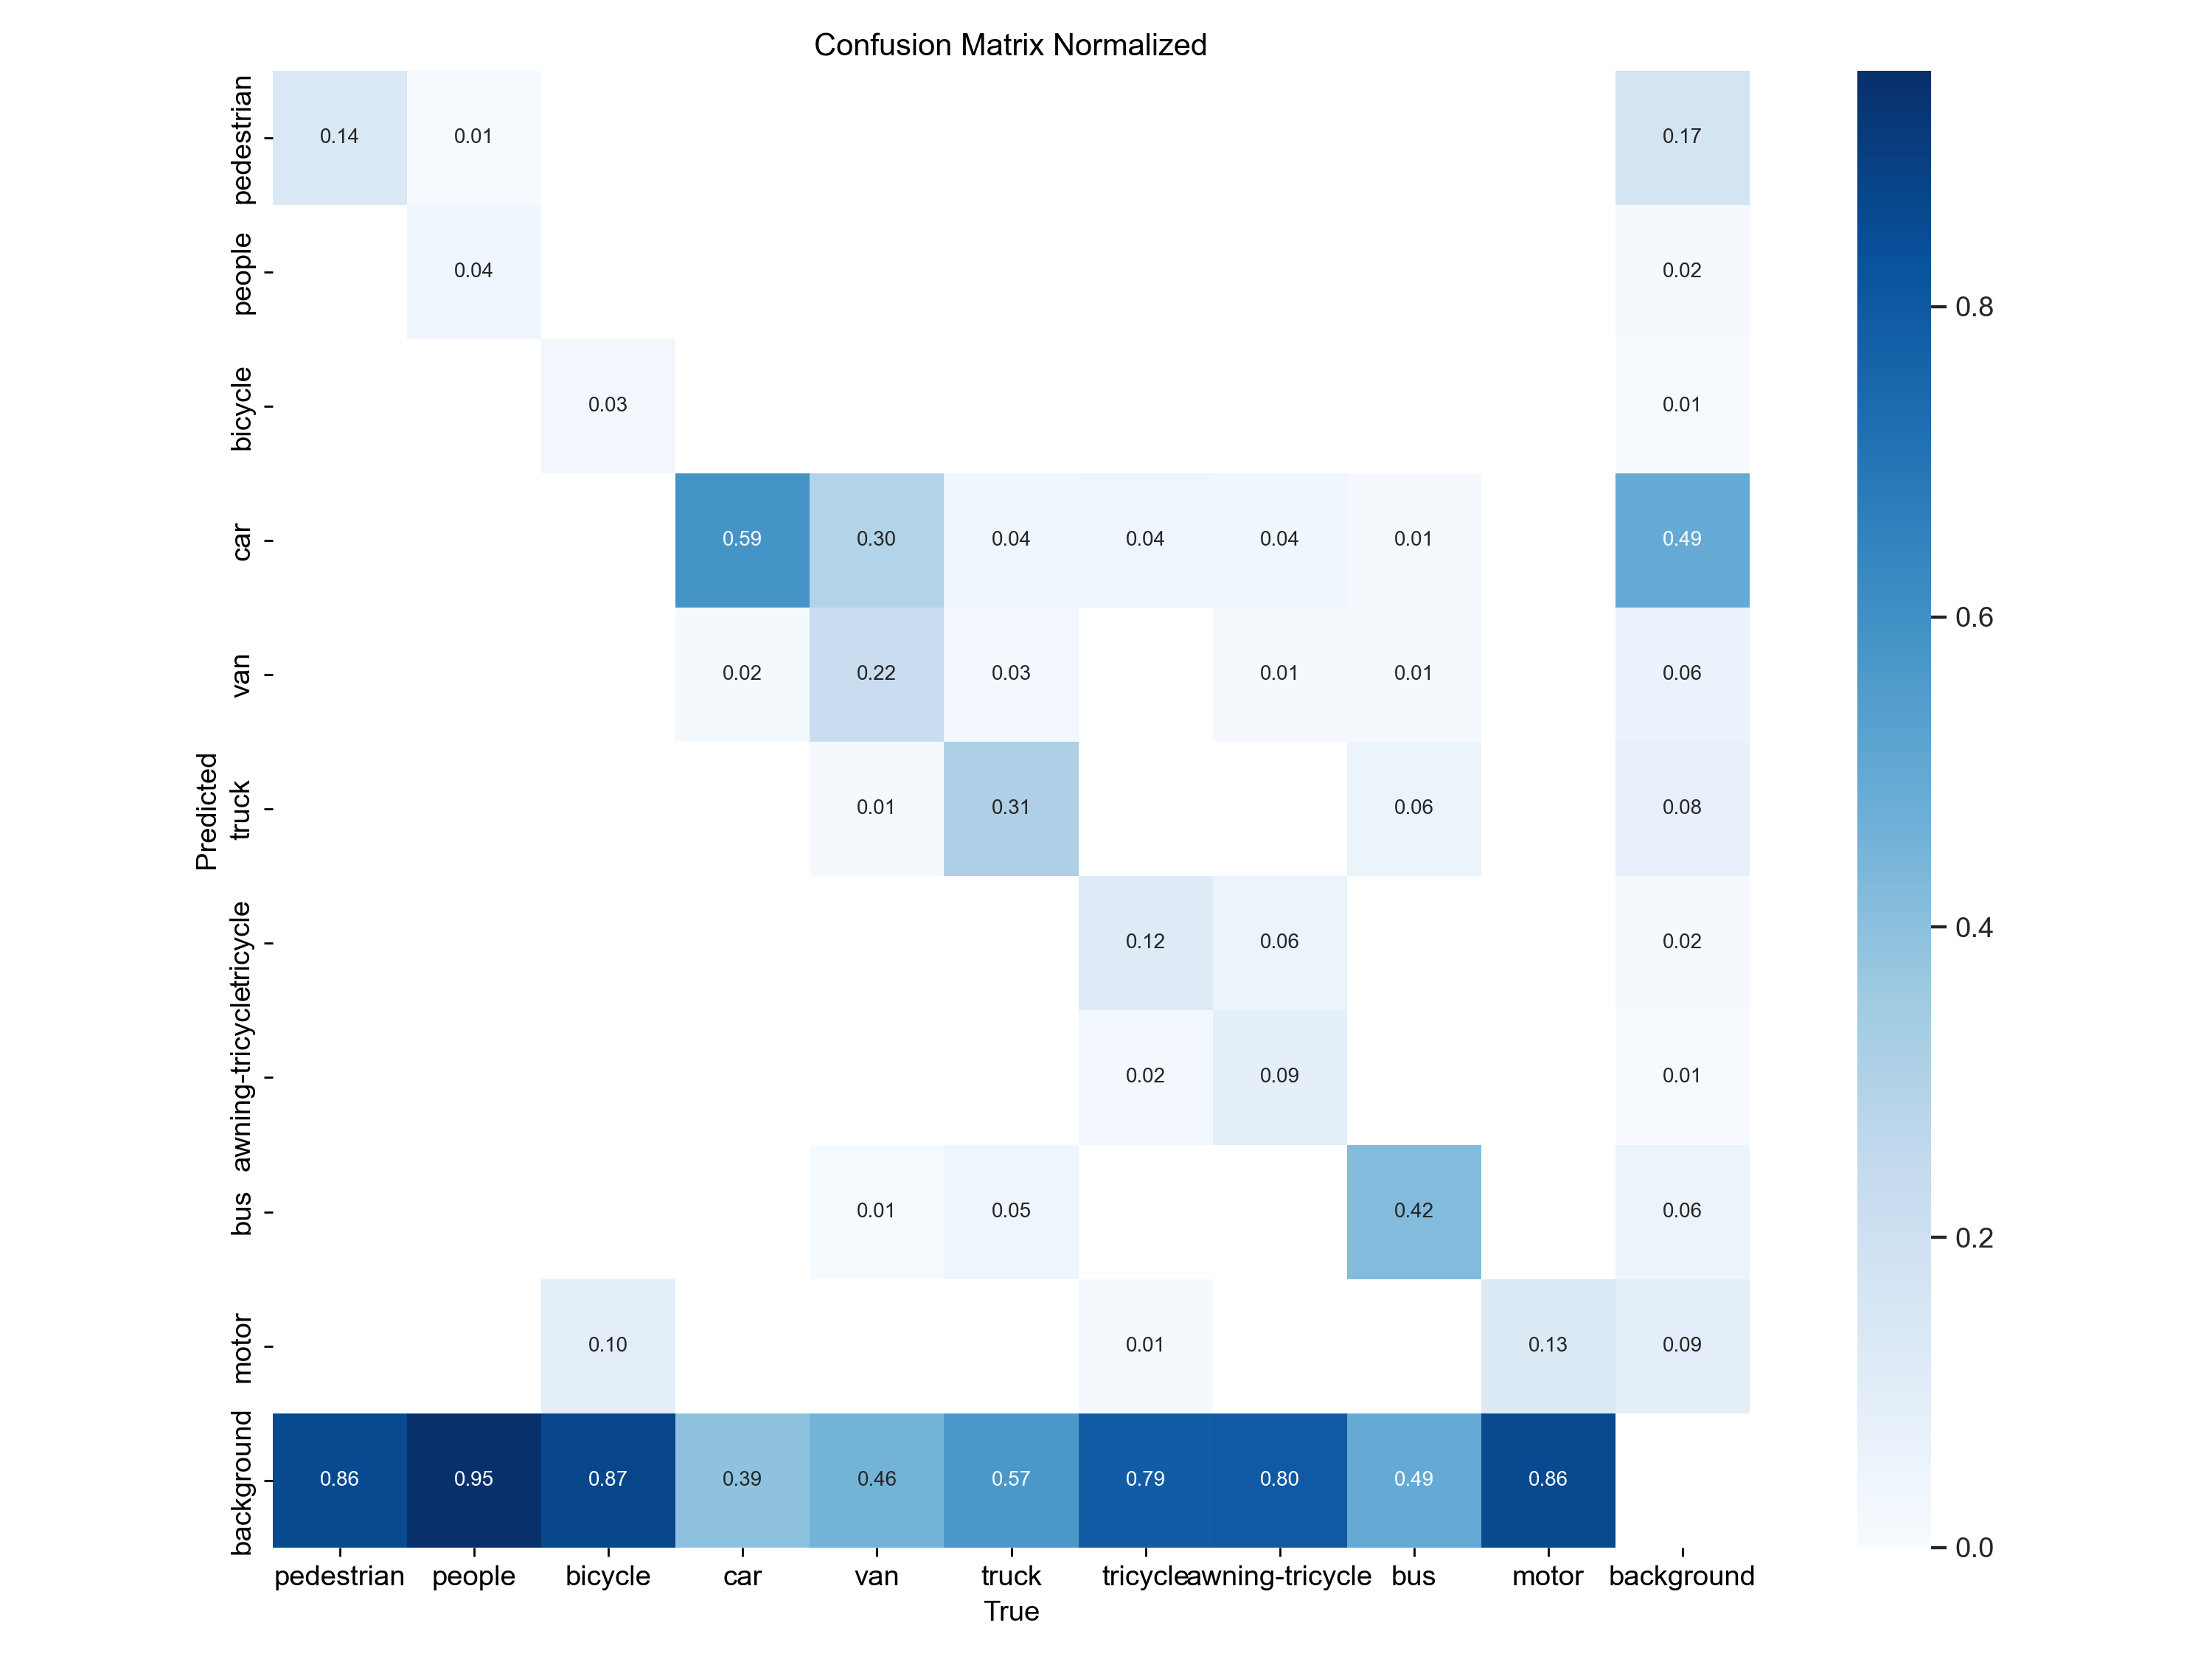 Confusion Matrix Normalized
pedestrian
0.14 0.01 0.17
people
0.04 0.02
bicycle
0.03 0.01
car
0.59 0.30 0.04 0.04 0.04 0.01 0.49
van
0.02 0.22 0.03 0.01 0.01 0.06
Predicted
truck
0.01 0.31 0.06 0.08
tricycle
0.12 0.06 0.02
awning-tricycle
0.02 0.09 0.01
bus
0.01 0.05 0.42 0.06
motor
0.10 0.01 0.13 0.09
background
0.86 0.95 0.87 0.39 0.46 0.57 0.79 0.80 0.49 0.86
pedestrian people bicycle car van truck tricycle awning-tricycle bus motor background
True
0.8
0.6
0.4
0.2
0.0